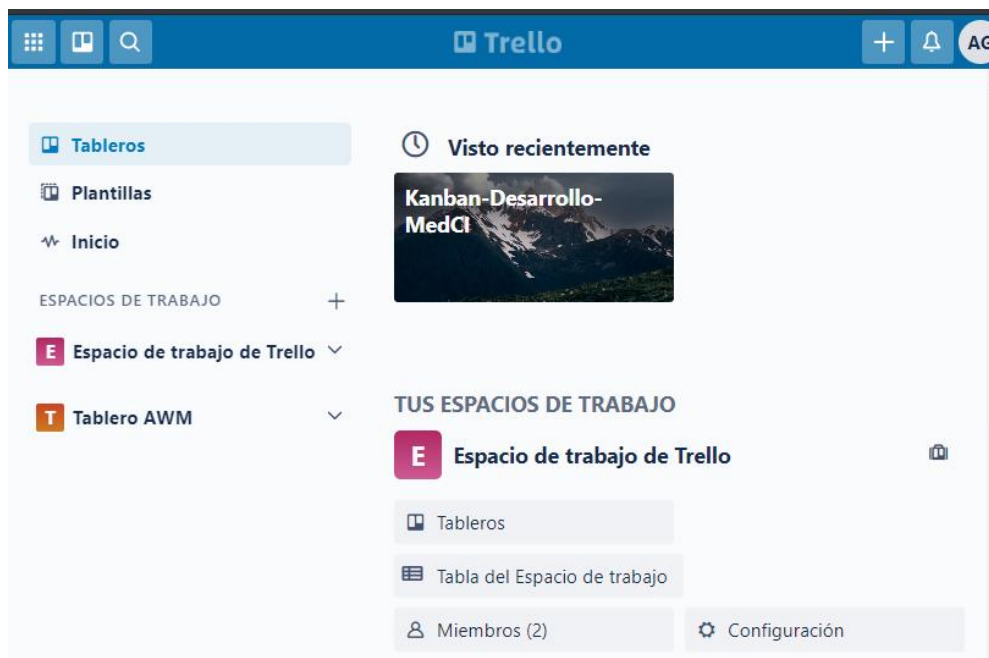 Trello
AG
Tableros
Plantillas
Inicio
ESPACIOS DE TRABAJO
E Espacio de trabajo de Trello
T Tablero AWM
Visto recientemente
Kanban-Desarrollo-
MedCI
TUS ESPACIOS DE TRABAJO
E Espacio de trabajo de Trello
Tableros
Tabla del Espacio de trabajo
Miembros (2)
Configuración